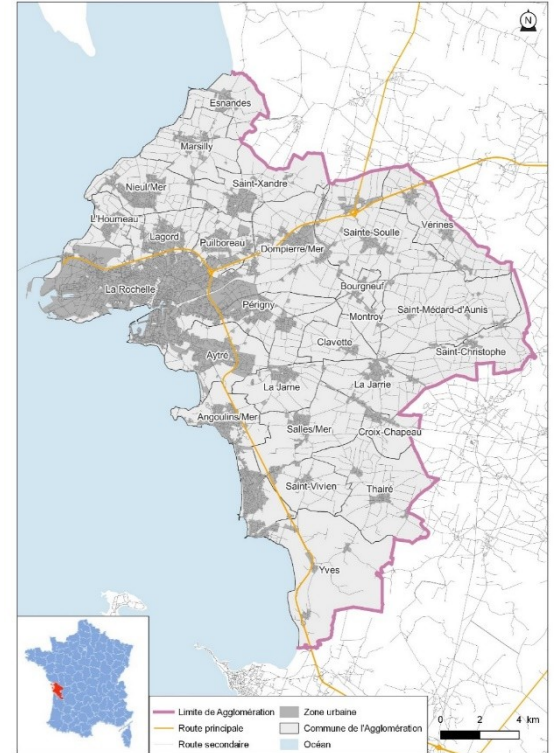 N
Esnandes
Marsilly
Nieul/Mer
Saint-Xandre
L'Houmeau
Lagord
Puilboreau
Dompierre/Mer
Sainte-Soulle
Vérines
La Rochelle
Périgny
Bourgneuf
Montroy
Saint-Médard-d'Aunis
Clavette
Saint-Christophe
Aytré
La Jarne
La Jarrie
Angoulins/Mer
Salles/Mer
Croix-Chapeau
Saint-Vivien
Thairé
Yves
Limite de Agglomération
Zone urbaine
Route principale
Commune de l'Agglomération
Route secondaire
Océan
0 2 4 km